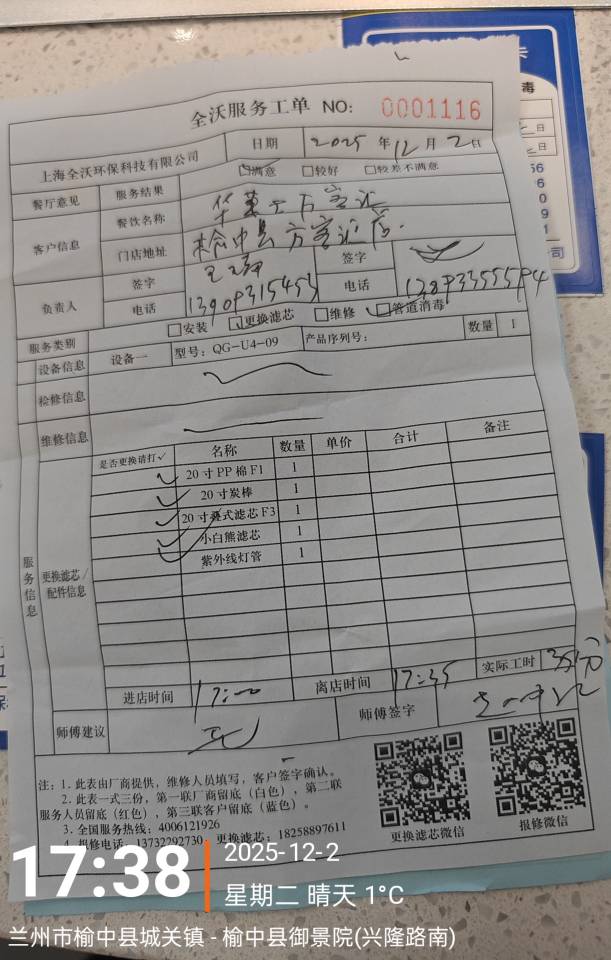 全沃服务工单 NO: 0001116
上海全沃环保科技有限公司 日期 2025年12月2日
餐厅意见 服务结果 ☑满意 □较好 □较差不满意
客户信息 餐饮名称 华莱士
门店地址 榆中县
负责人 签字 签字
电话 电话
服务类别 □安装 ☑更换滤芯 □维修 ☑管道消毒
设备信息 设备一 型号: QG-U4-09 产品序列号: 数量 1
检修信息
维修信息
服务信息
更换滤芯/配件信息
是否更换请打✓ 名称 数量 单价 合计 备注
✓ 20寸PP棉F1 1
✓ 20寸炭棒 1
✓ 20寸叠式滤芯F3 1
✓ 小白熊滤芯 1
✓ 紫外线灯管 1
进店时间 17:00 离店时间 17:35 实际工时
师傅建议 无 师傅签字
注: 1. 此表由厂商提供, 维修人员填写, 客户签字确认。
2. 此表一式三份, 第一联厂商留底 (白色), 第二联
服务人员留底 (红色), 第三联客户留底 (蓝色)。
3. 全国服务热线: 4006121926
4. 报修电话: 13732292730 更换滤芯: 18258897611
更换滤芯微信 报修微信
17:38 2025-12-2
星期二 晴天 1°C
兰州市榆中县城关镇 - 榆中县御景院(兴隆路南)